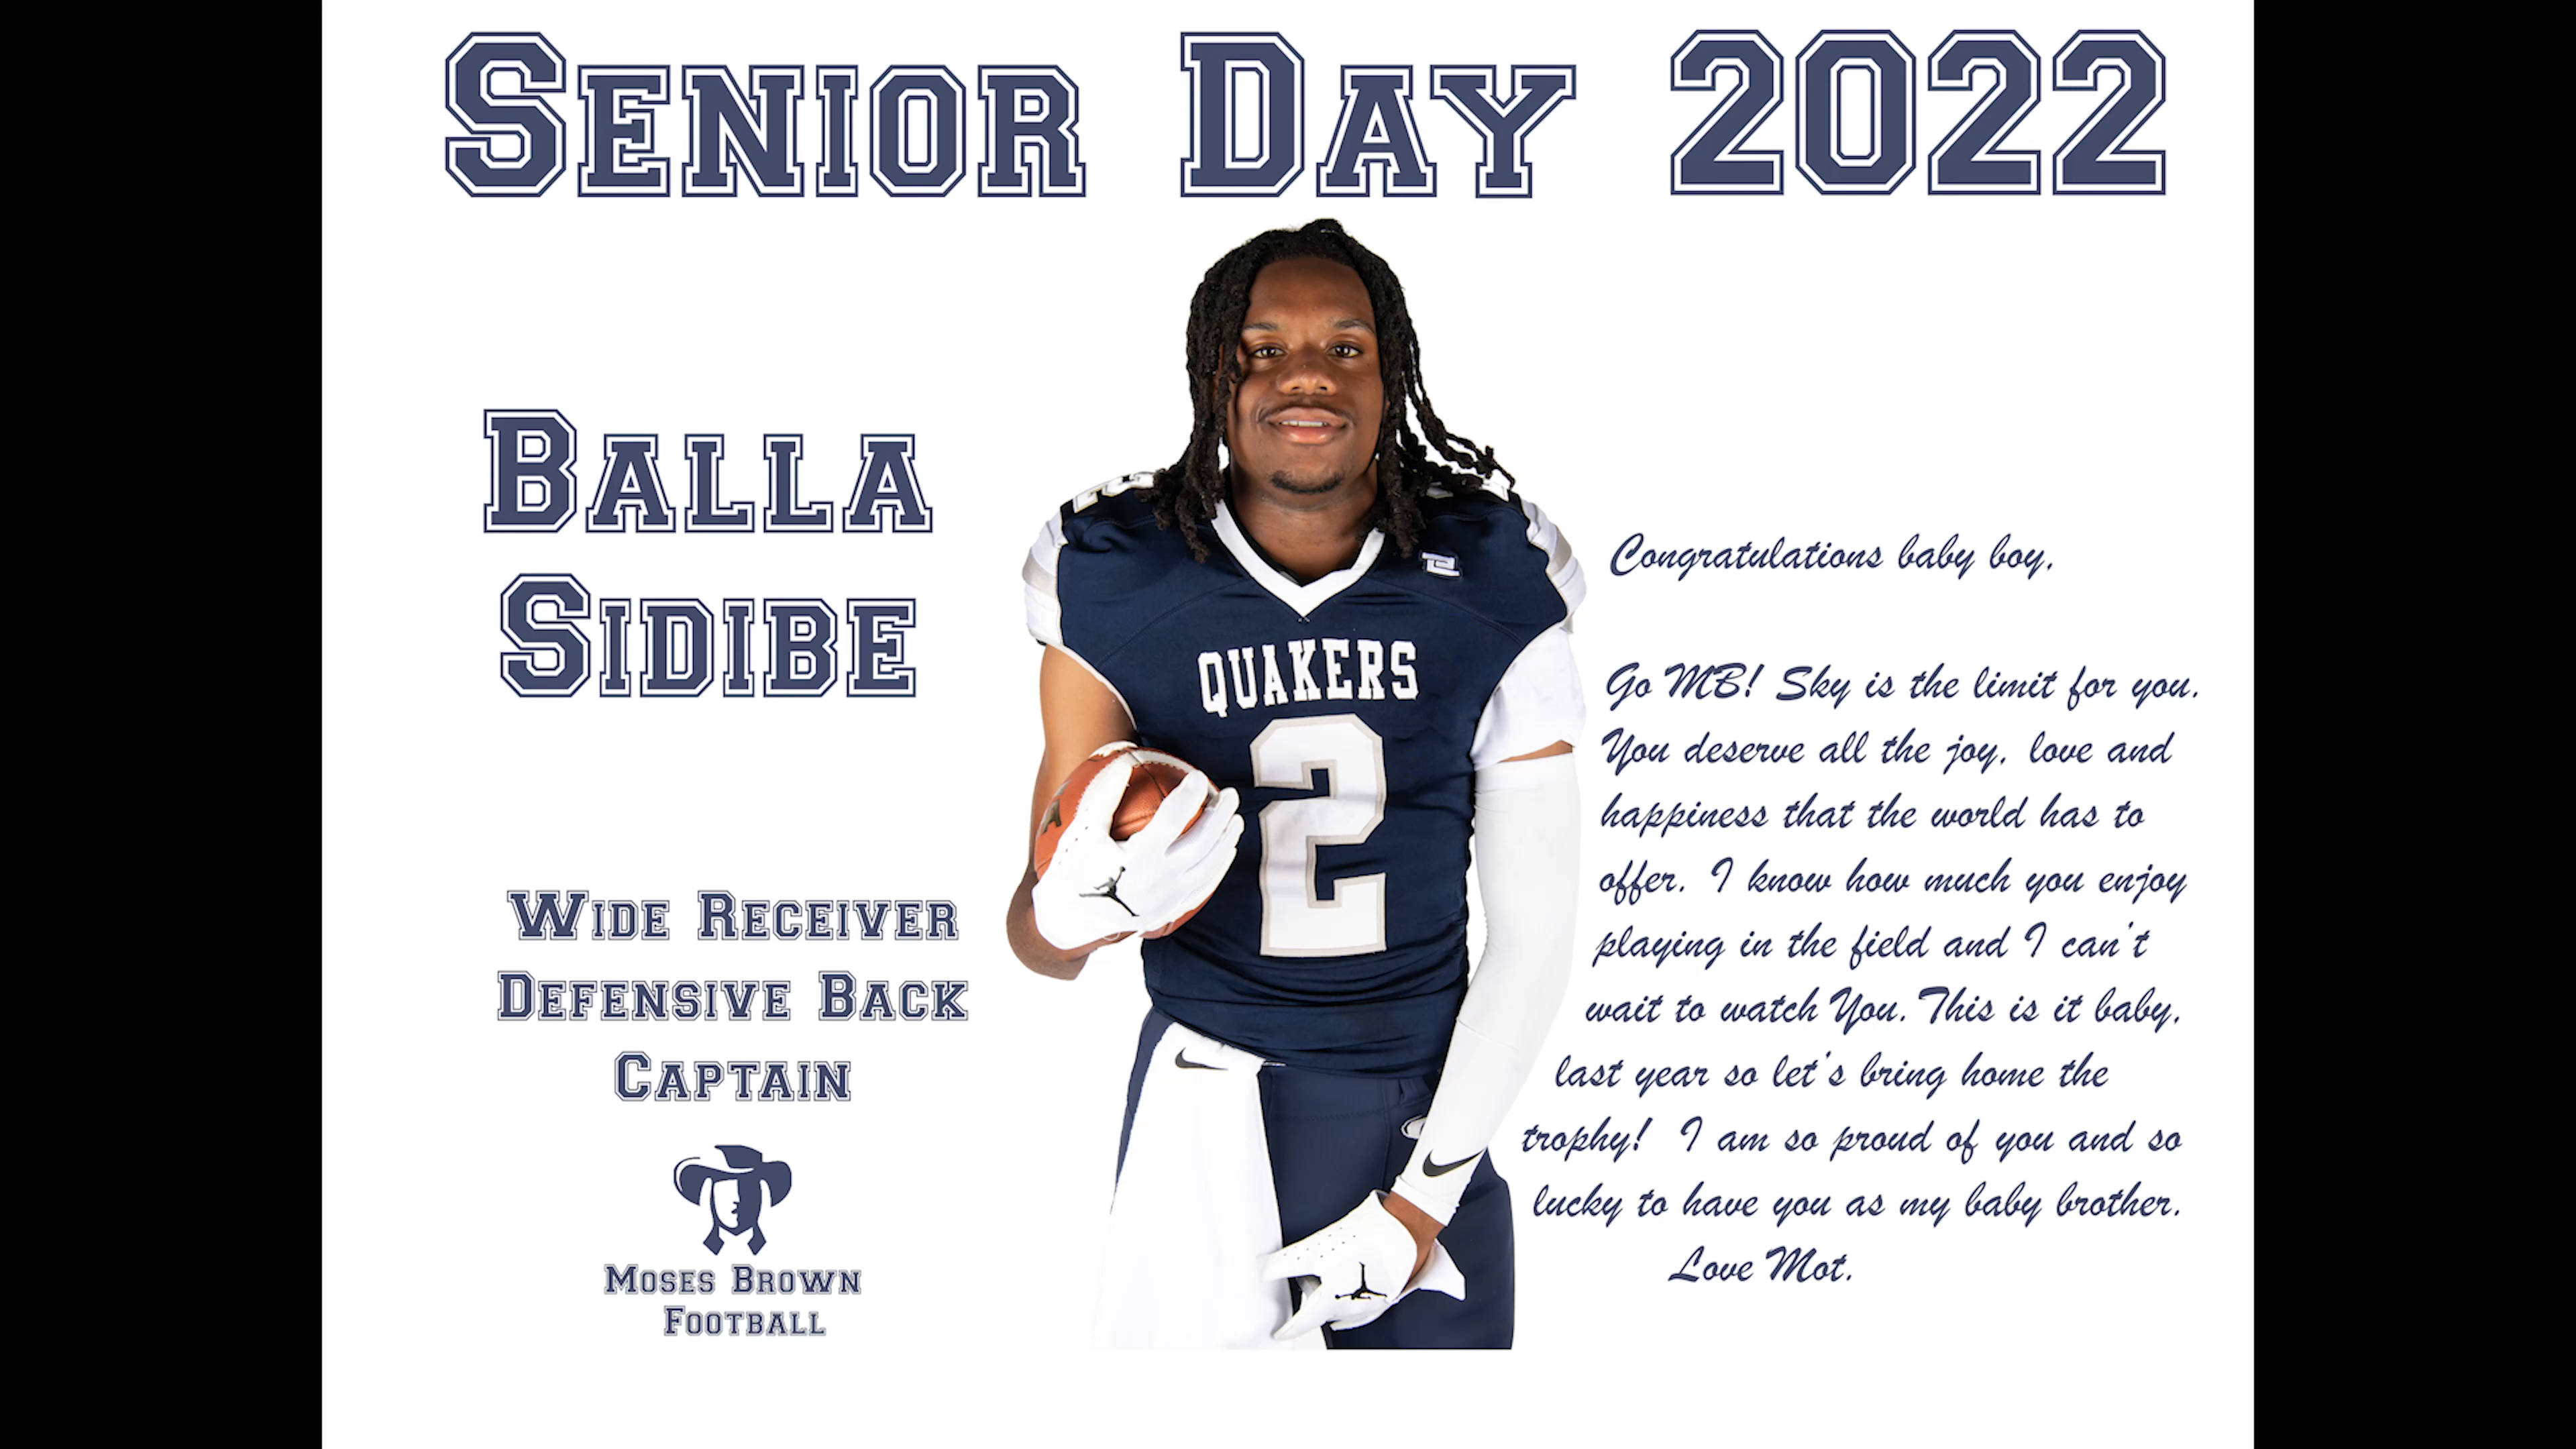 SENIOR DAY 2022
BALLA
SIDIBE
WIDE RECEIVER
DEFENSIVE BACK
CAPTAIN
MOSES BROWN
FOOTBALL
QUAKERS
2
2
2
Congratulations baby boy,
Go MB! Sky is the limit for you.
You deserve all the joy, love and
happiness that the world has to
offer. I know how much you enjoy
playing in the field and I can't
wait to watch You. This is it baby,
last year so let's bring home the
trophy! I am so proud of you and so
lucky to have you as my baby brother.
Love Mot.